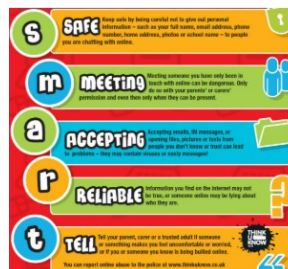 s SAFE Keep safe by being careful not to give out personal
information - such as your full name, email address, phone
number, home address, photos or school name - to people
you are chatting with online.
m MEETING Meeting someone you have only been in
touch with online can be dangerous. Only
do so with your parents' or carers'
permission and even then only when they can be present.
a ACCEPTING Accepting emails, IM messages, or
opening files, pictures or texts from
people you don't know or trust can lead
to problems - they may contain viruses or nasty messages!
r RELIABLE Information you find on the internet may not
be true, or someone online may be lying about
who they are.
t TELL Tell your parent, carer or a trusted adult if someone
or something makes you feel uncomfortable or worried,
or if you or someone you know is being bullied online.
THINK
U
KNOW
You can report online abuse to the police at www.thinkuknow.co.uk